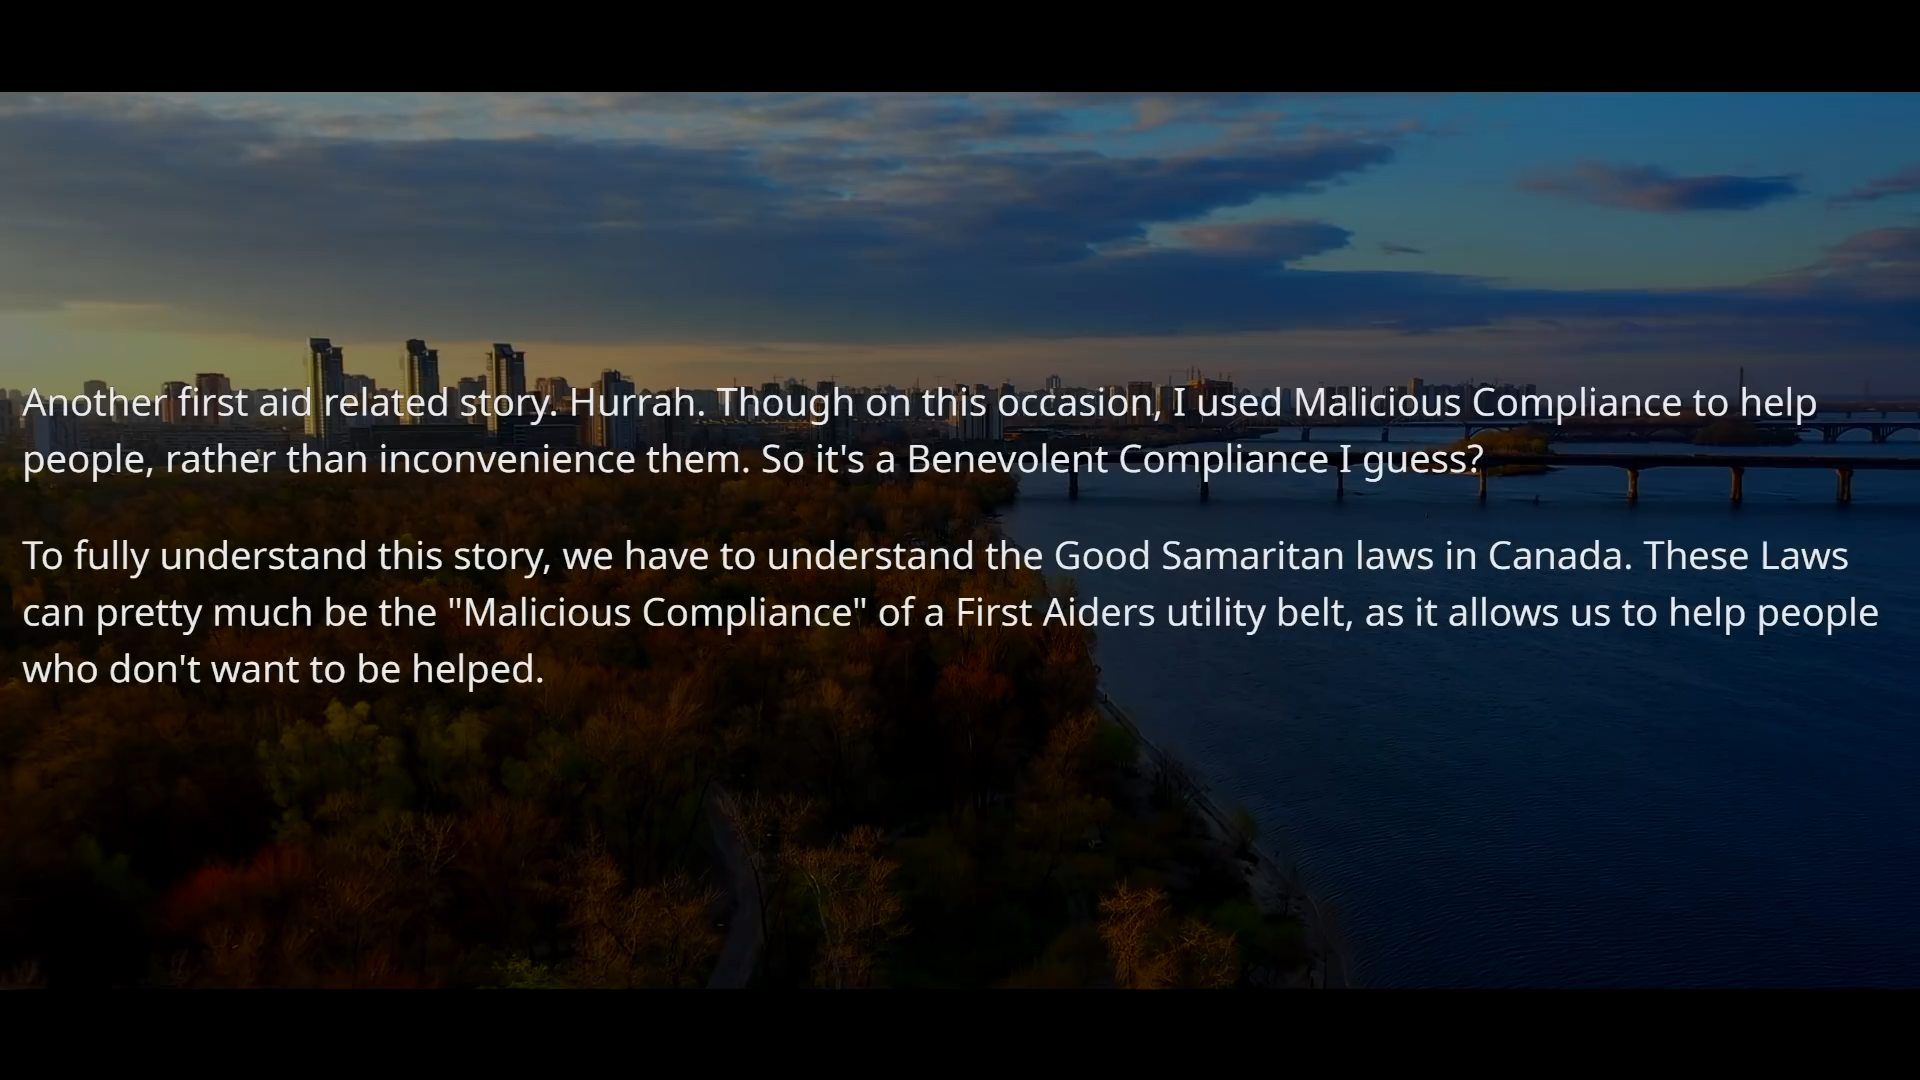 Another first aid related story. Hurrah. Though on this occasion, I used Malicious Compliance to help
people, rather than inconvenience them. So it's a Benevolent Compliance I guess?
To fully understand this story, we have to understand the Good Samaritan laws in Canada. These Laws
can pretty much be the "Malicious Compliance" of a First Aiders utility belt, as it allows us to help people
who don't want to be helped.